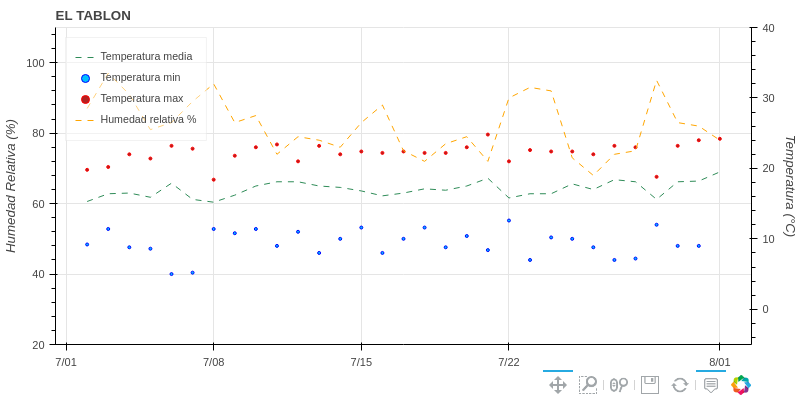 EL TABLON
Temperatura media
Temperatura min
Temperatura max
Humedad relativa %
Humedad Relativa (%)
100
80
60
40
20
40
30
20
10
0
Temperatura (°C)
7/01
7/08
7/15
7/22
8/01